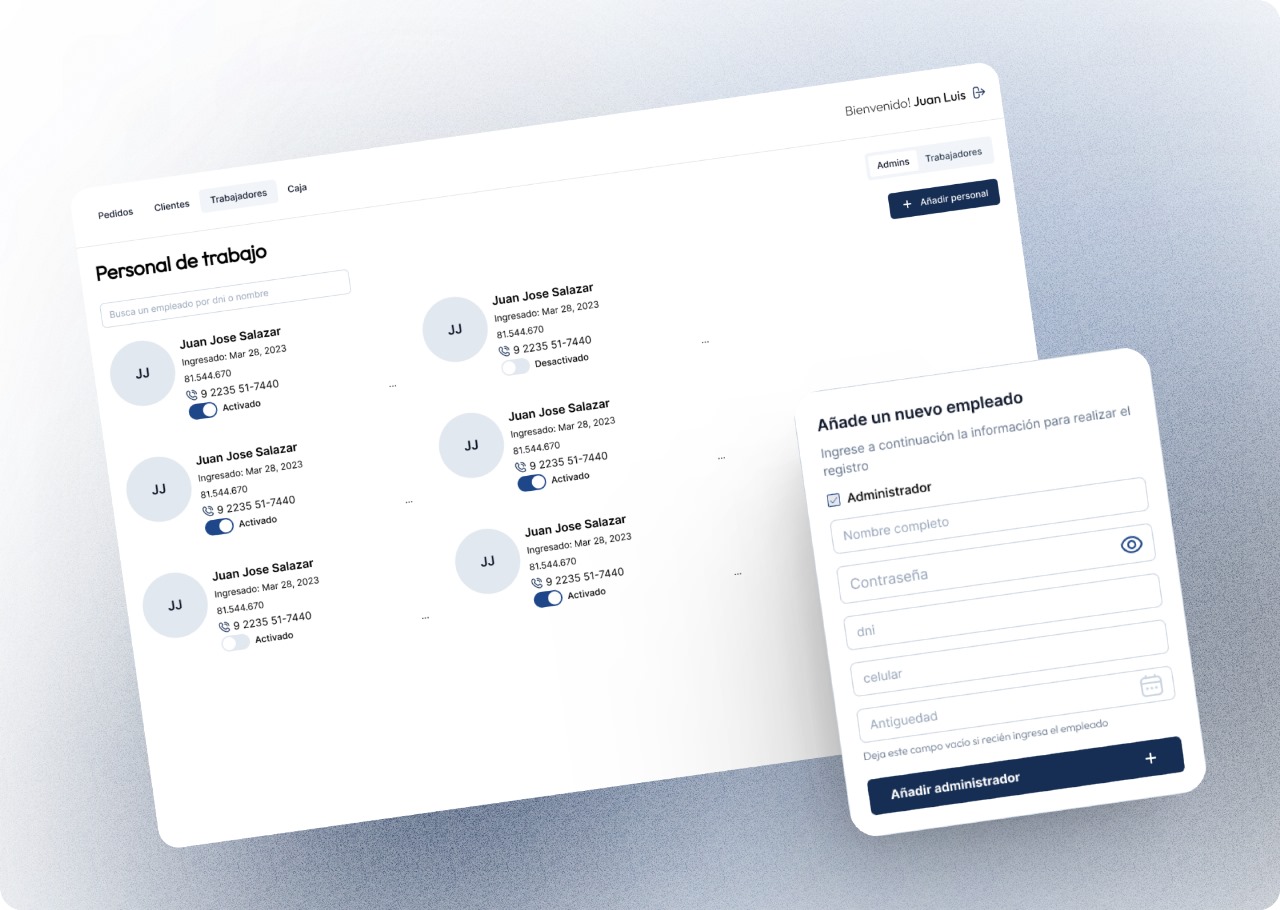 Bienvenido! Juan Luis
Pedidos Clientes Trabajadores Caja
Admins Trabajadores
+ Añadir personal
Personal de trabajo
Busca un empleado por dni o nombre
JJ
Juan Jose Salazar
Ingresado: Mar 28, 2023
81.544.670
9 2235 51-7440
Activado
...
JJ
Juan Jose Salazar
Ingresado: Mar 28, 2023
81.544.670
9 2235 51-7440
Desactivado
...
JJ
Juan Jose Salazar
Ingresado: Mar 28, 2023
81.544.670
9 2235 51-7440
Activado
...
JJ
Juan Jose Salazar
Ingresado: Mar 28, 2023
81.544.670
9 2235 51-7440
Activado
...
JJ
Juan Jose Salazar
Ingresado: Mar 28, 2023
81.544.670
9 2235 51-7440
Activado
...
JJ
Juan Jose Salazar
Ingresado: Mar 28, 2023
81.544.670
9 2235 51-7440
Activado
...
Añade un nuevo empleado
Ingrese a continuación la información para realizar el
registro
Administrador
Nombre completo
Contraseña
dni
celular
Antiguedad
Deja este campo vacio si recién ingresa el empleado
Añadir administrador +